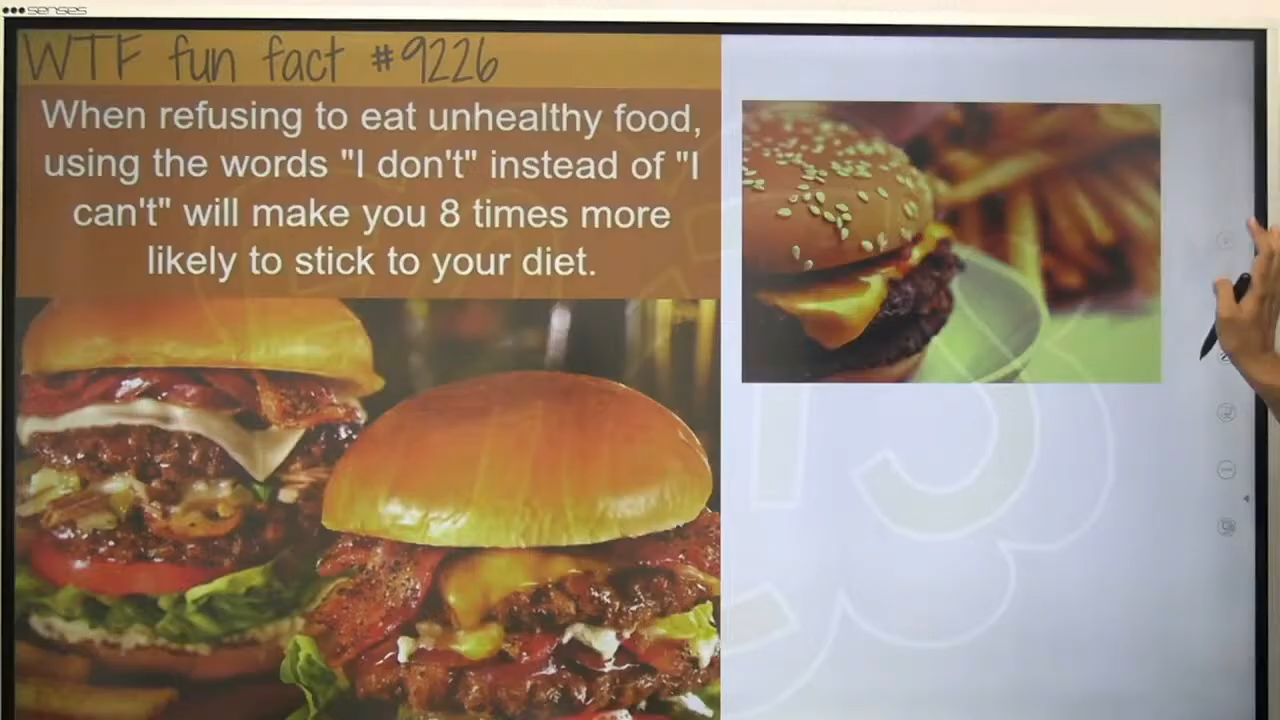 senses
WTF fun fact #9226
When refusing to eat unhealthy food,
using the words "I don't" instead of "I
can't" will make you 8 times more
likely to stick to your diet.